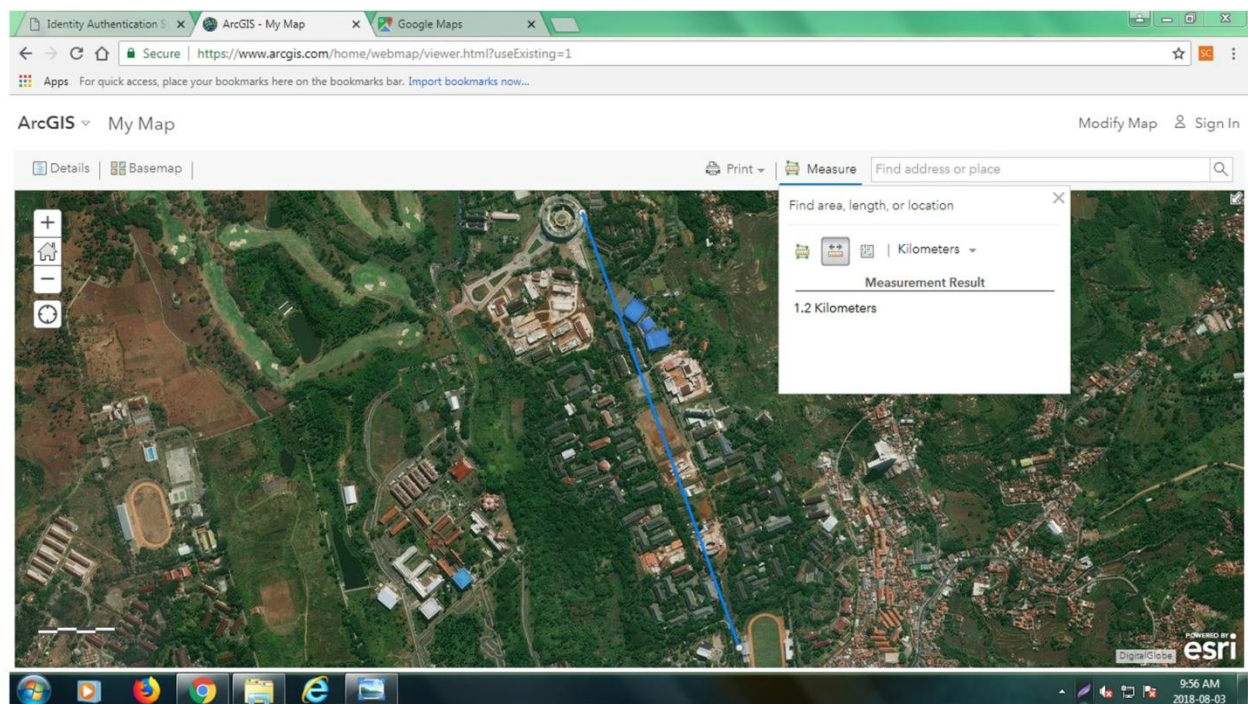 Identity Authentication S
ArcGIS - My Map
Google Maps
Secure | https://www.arcgis.com/home/webmap/viewer.html?useExisting=1
SC
Apps For quick access, place your bookmarks here on the bookmarks bar. Import bookmarks now...
ArcGIS My Map
Modify Map Sign In
Details | Basemap |
Print | Measure Find address or place
Find area, length, or location
| Kilometers
Measurement Result
1.2 Kilometers
POWERED BY
esri
DigitalGlobe
9:56 AM
2018-08-03